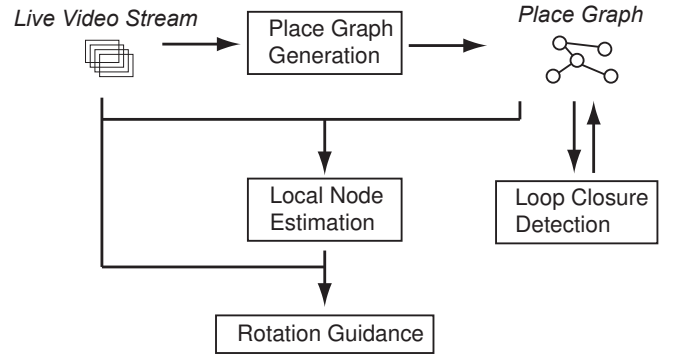 Live Video Stream
Place Graph
Generation
Place Graph
Local Node
Estimation
Loop Closure
Detection
Rotation Guidance